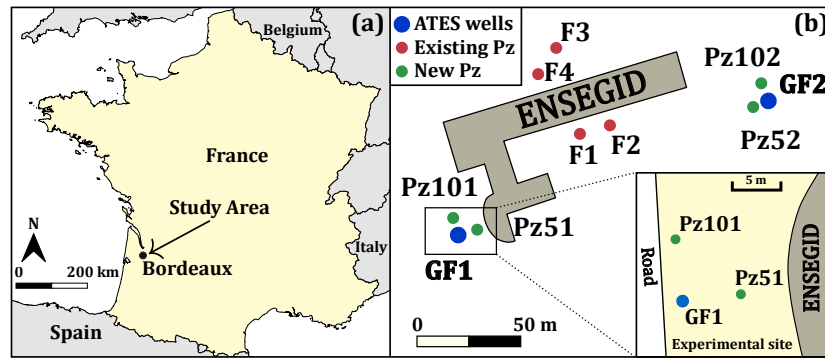 (a)
Belgium
France
Study Area
N
0 200 km
Bordeaux
Italy
Spain
(b)
ATES wells
Existing Pz
New Pz
F3
F4
ENSEGID
Pz102
GF2
Pz52
F1
F2
Pz101
Pz51
GF1
0 50 m
5 m
Pz101
Road
Pz51
GF1
ENSEGID
Experimental site